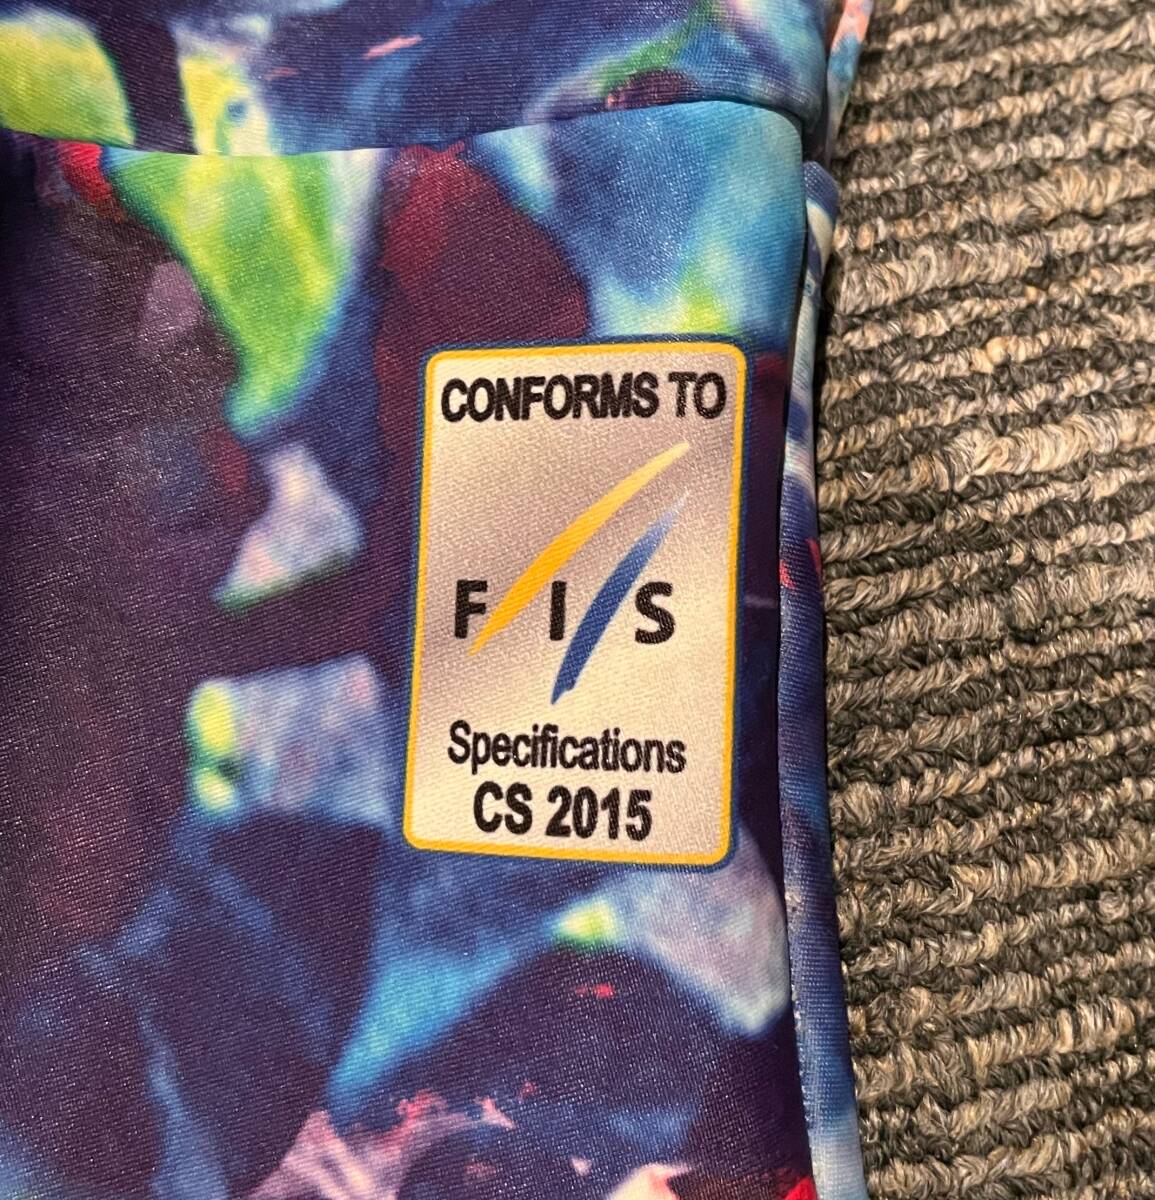 CONFORMS TO
F I S
Specifications
CS 2015